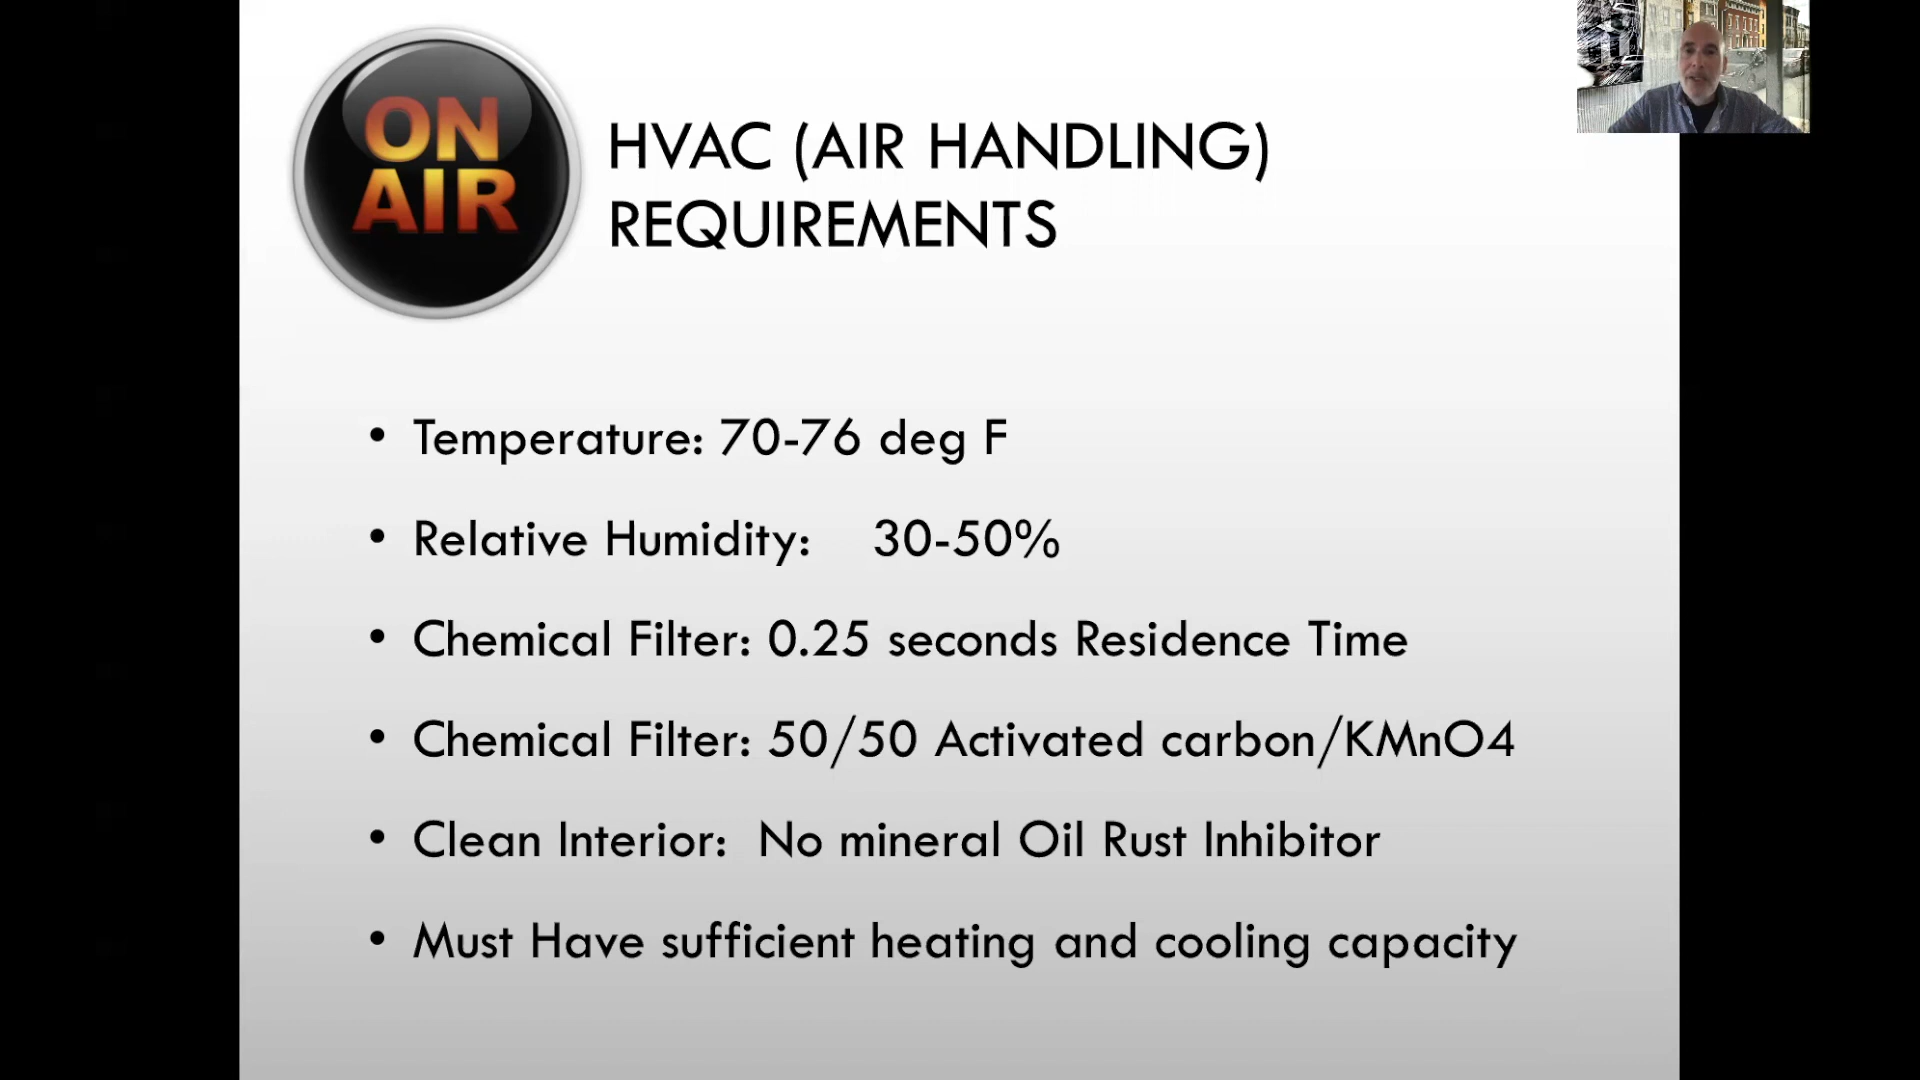 ON
AIR
HVAC (AIR HANDLING)
REQUIREMENTS
• Temperature: 70-76 deg F
• Relative Humidity: 30-50%
• Chemical Filter: 0.25 seconds Residence Time
• Chemical Filter: 50/50 Activated carbon/KMnO4
• Clean Interior: No mineral Oil Rust Inhibitor
• Must Have sufficient heating and cooling capacity